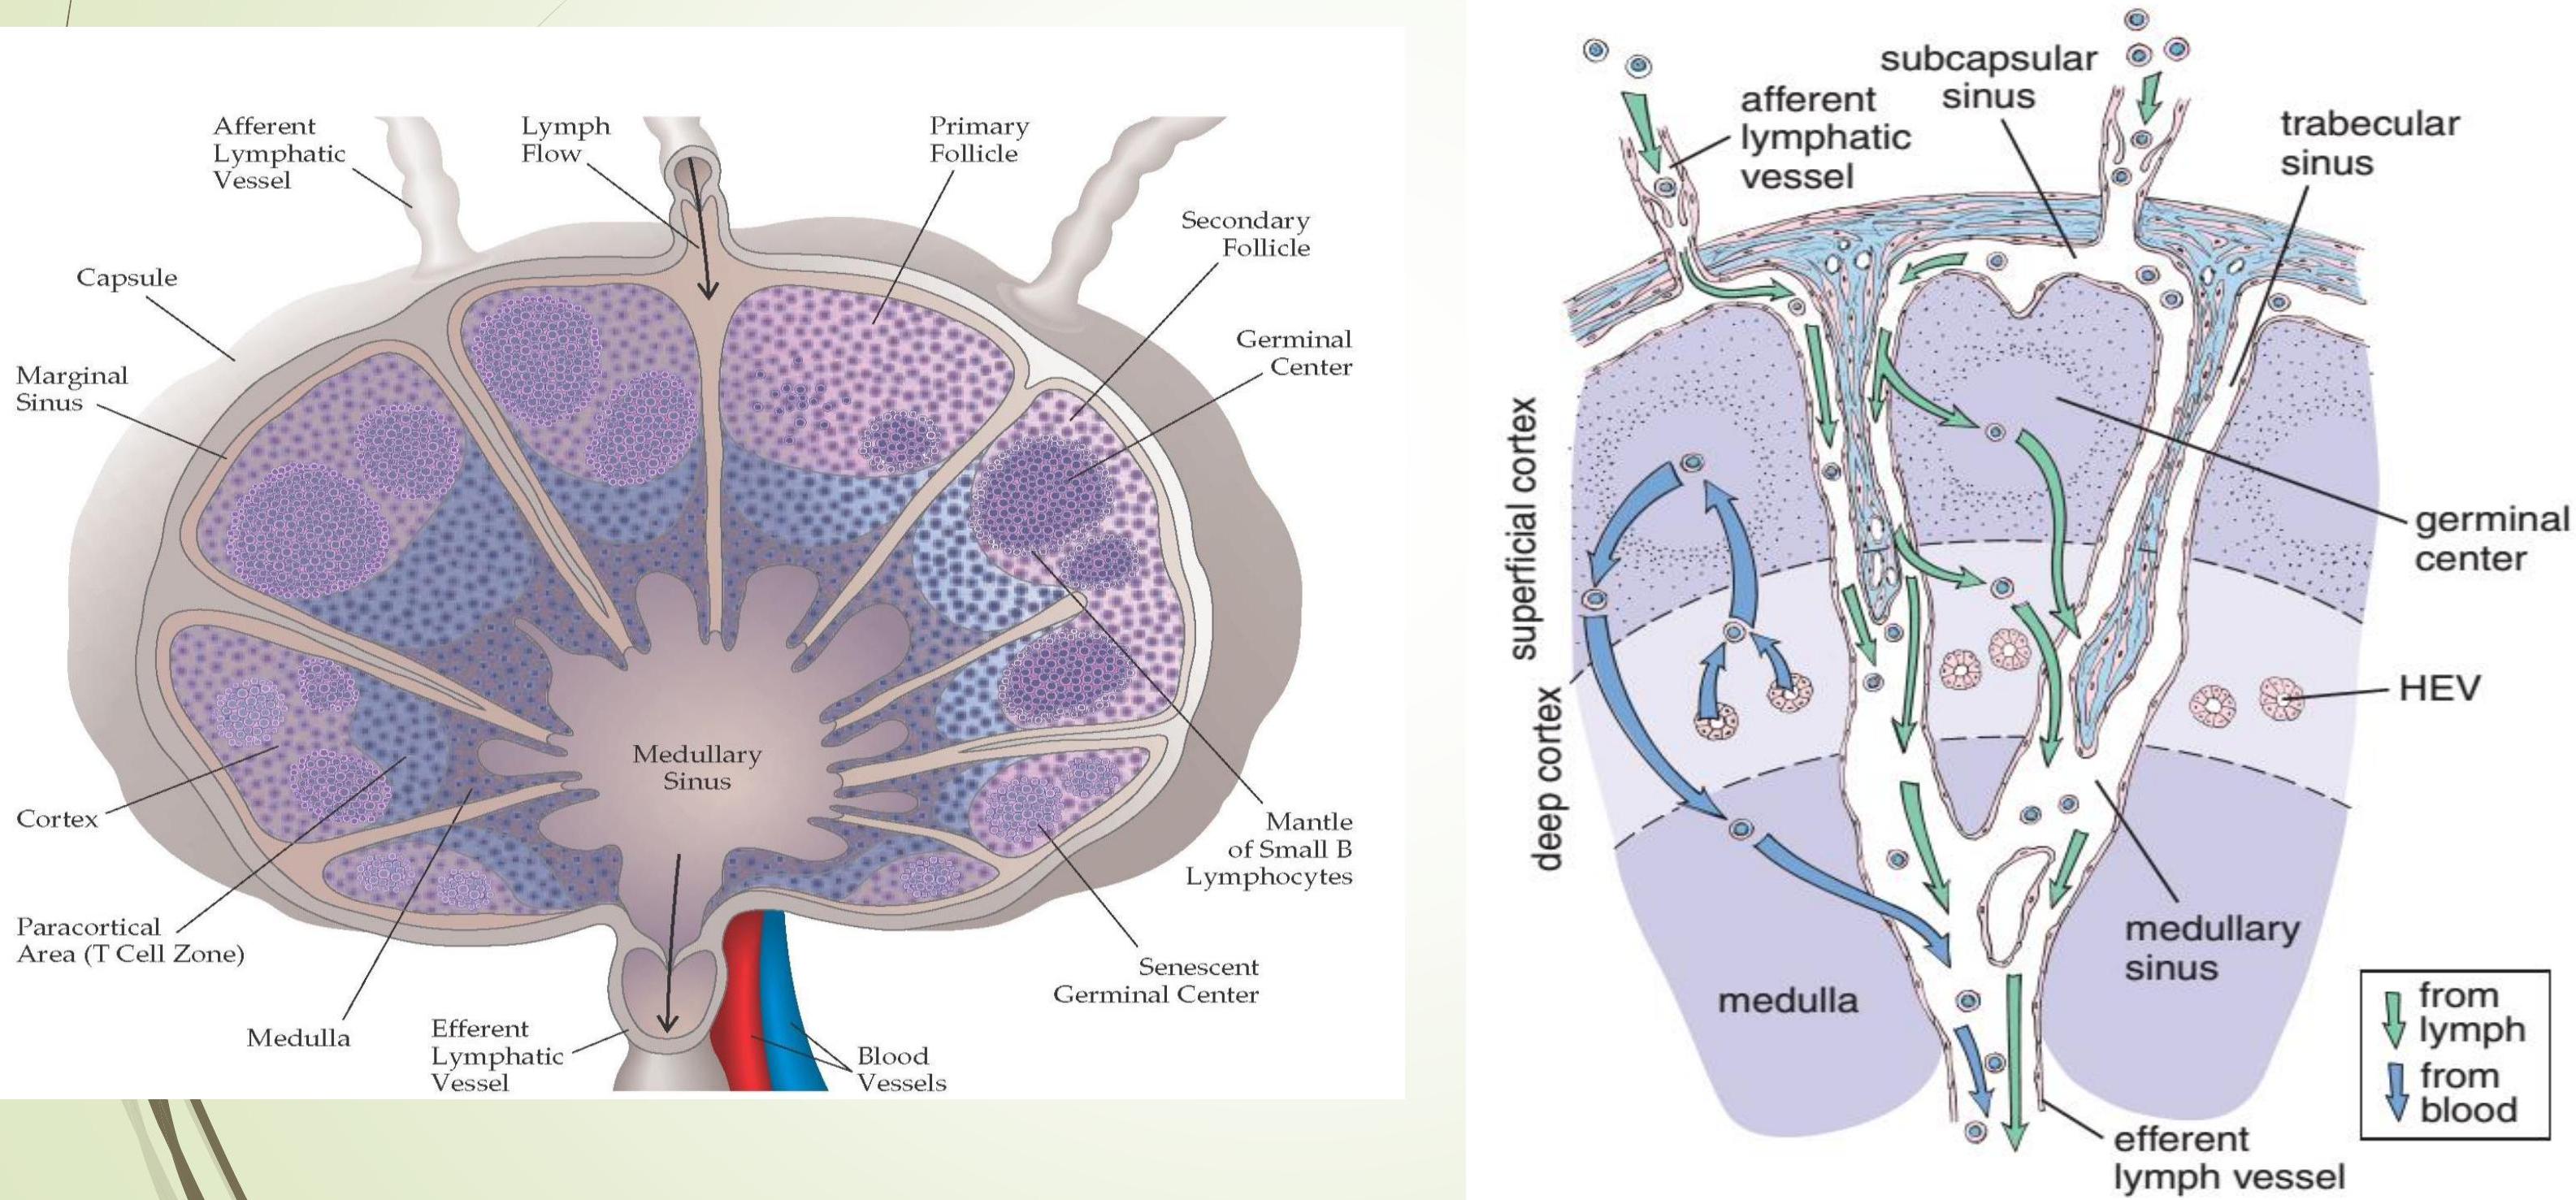 Afferent
Lymphatic
Vessel
Lymph
Flow
Primary
Follicle
Secondary
Follicle
Germinal
Center
Capsule
Marginal
Sinus
Medullary
Sinus
Cortex
Mantle
of Small B
Lymphocytes
Paracortical
Area (T Cell Zone)
Senescent
Germinal Center
Medulla
Efferent
Lymphatic
Vessel
Blood
Vessels
subcapsular
sinus
afferent
lymphatic
vessel
trabecular
sinus
superficial cortex
germinal
center
HEV
deep cortex
medullary
sinus
medulla
from
lymph
from
blood
efferent
lymph vessel